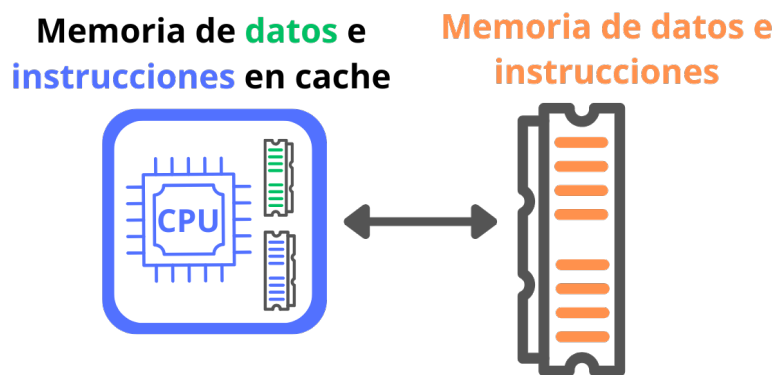 Memoria de datos e
instrucciones en cache
Memoria de datos e
instrucciones
CPU